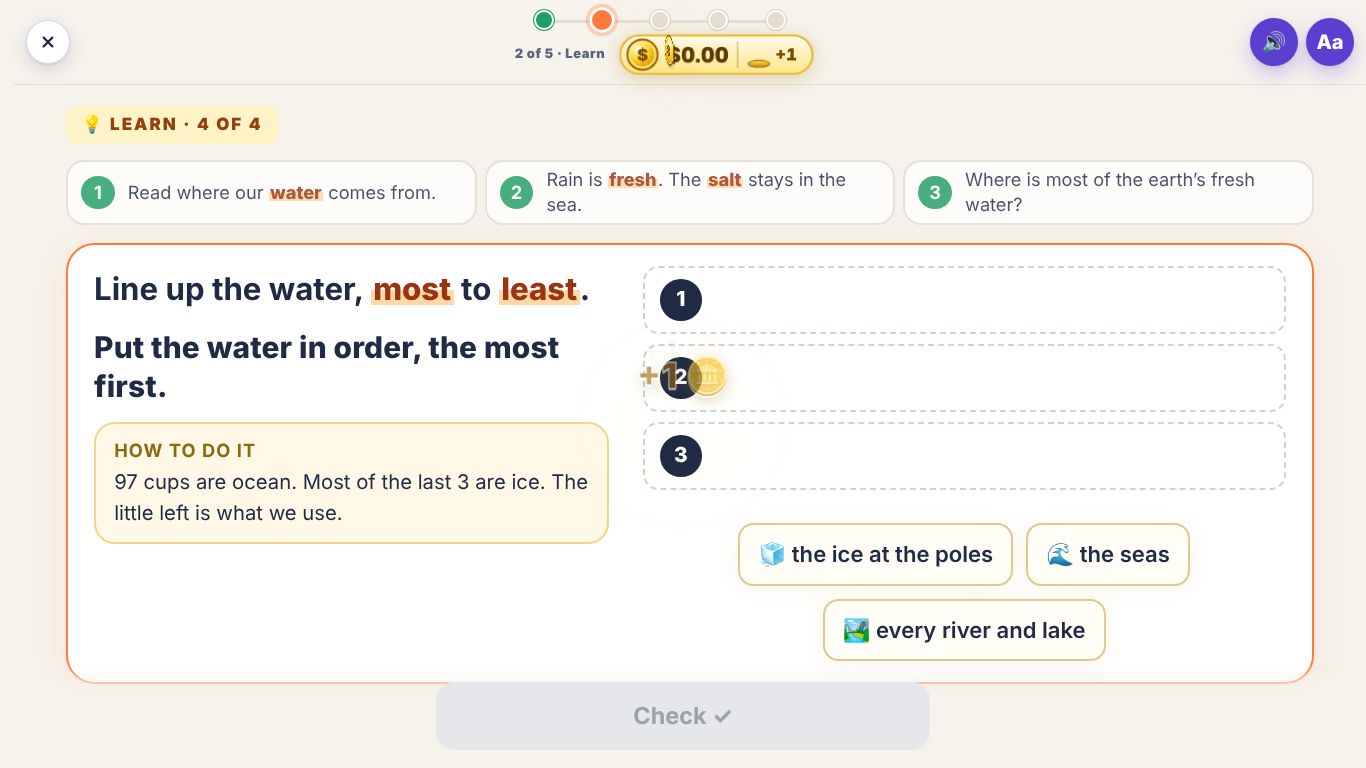 ✕
2 of 5 · Learn
$0.00
+1
🔊
Aa
💡 LEARN · 4 OF 4
1 Read where our water comes from.
2 Rain is fresh. The salt stays in the
sea.
3 Where is most of the earth’s fresh
water?
Line up the water, most to least.
Put the water in order, the most
first.
HOW TO DO IT
97 cups are ocean. Most of the last 3 are ice. The
little left is what we use.
1
+1
2
3
🧊 the ice at the poles
🌊 the seas
🏞️ every river and lake
Check ✓